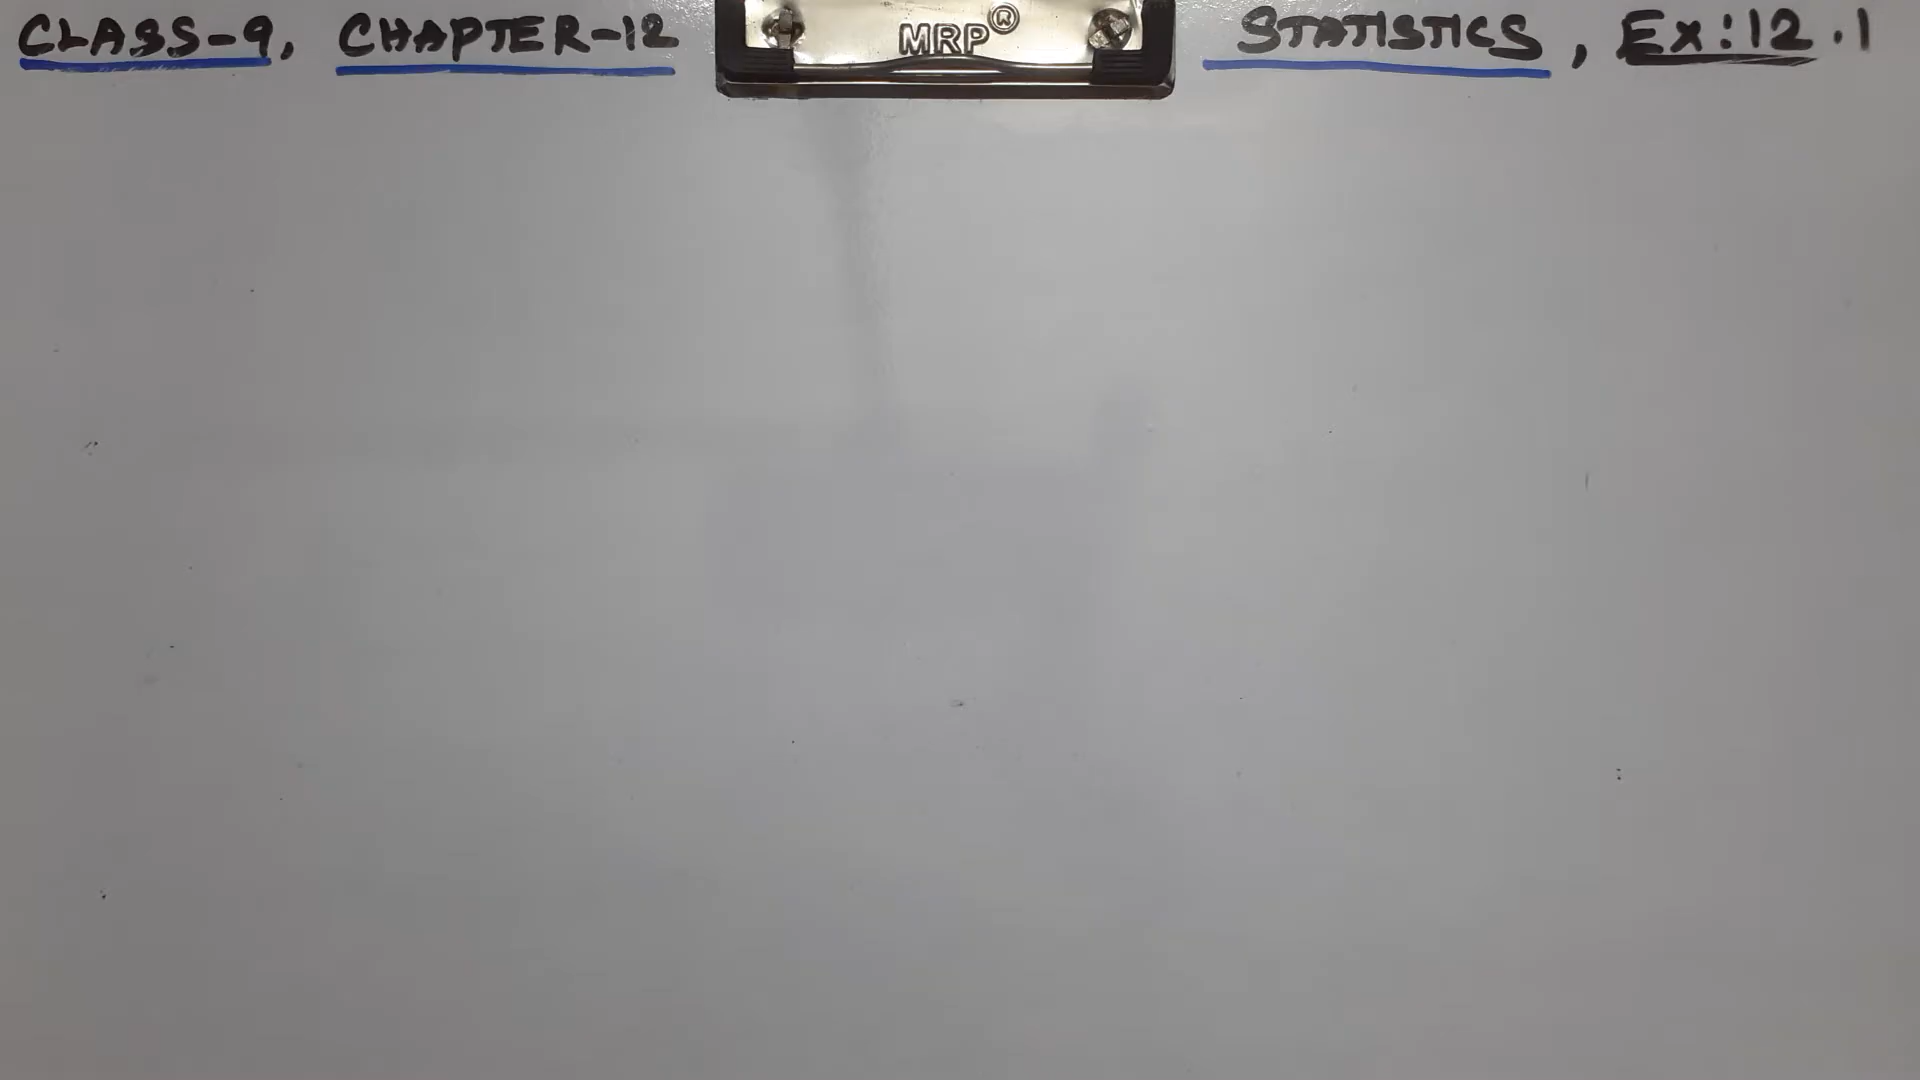 CLASS-9, CHAPTER-12 MRP® STATISTICS, Ex:12.1